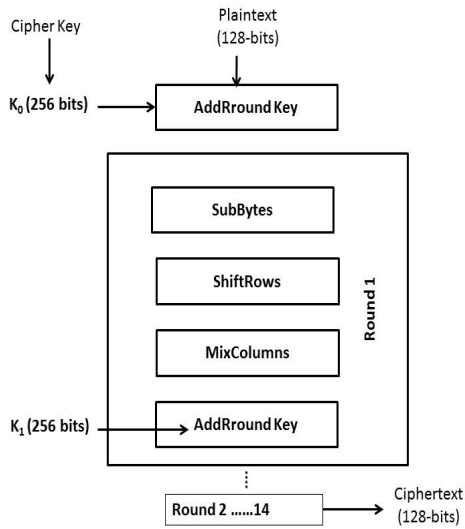 Cipher Key
Plaintext
(128-bits)
K₀ (256 bits)
AddRround Key
SubBytes
ShiftRows
Round 1
MixColumns
K₁ (256 bits)
AddRround Key
Round 2 ......14
Ciphertext
(128-bits)